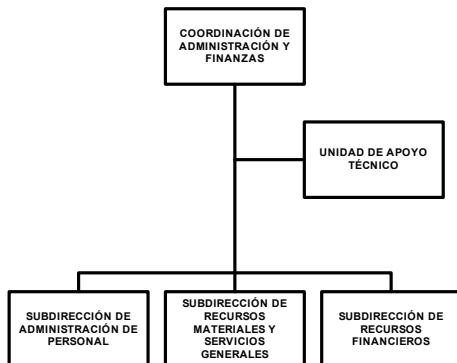 COORDINACIÓN DE
ADMINISTRACIÓN Y
FINANZAS
UNIDAD DE APOYO
TÉCNICO
SUBDIRECCIÓN DE
ADMINISTRACIÓN DE
PERSONAL
SUBDIRECCIÓN DE
RECURSOS
MATERIALES Y
SERVICIOS
GENERALES
SUBDIRECCIÓN DE
RECURSOS
FINANCIEROS